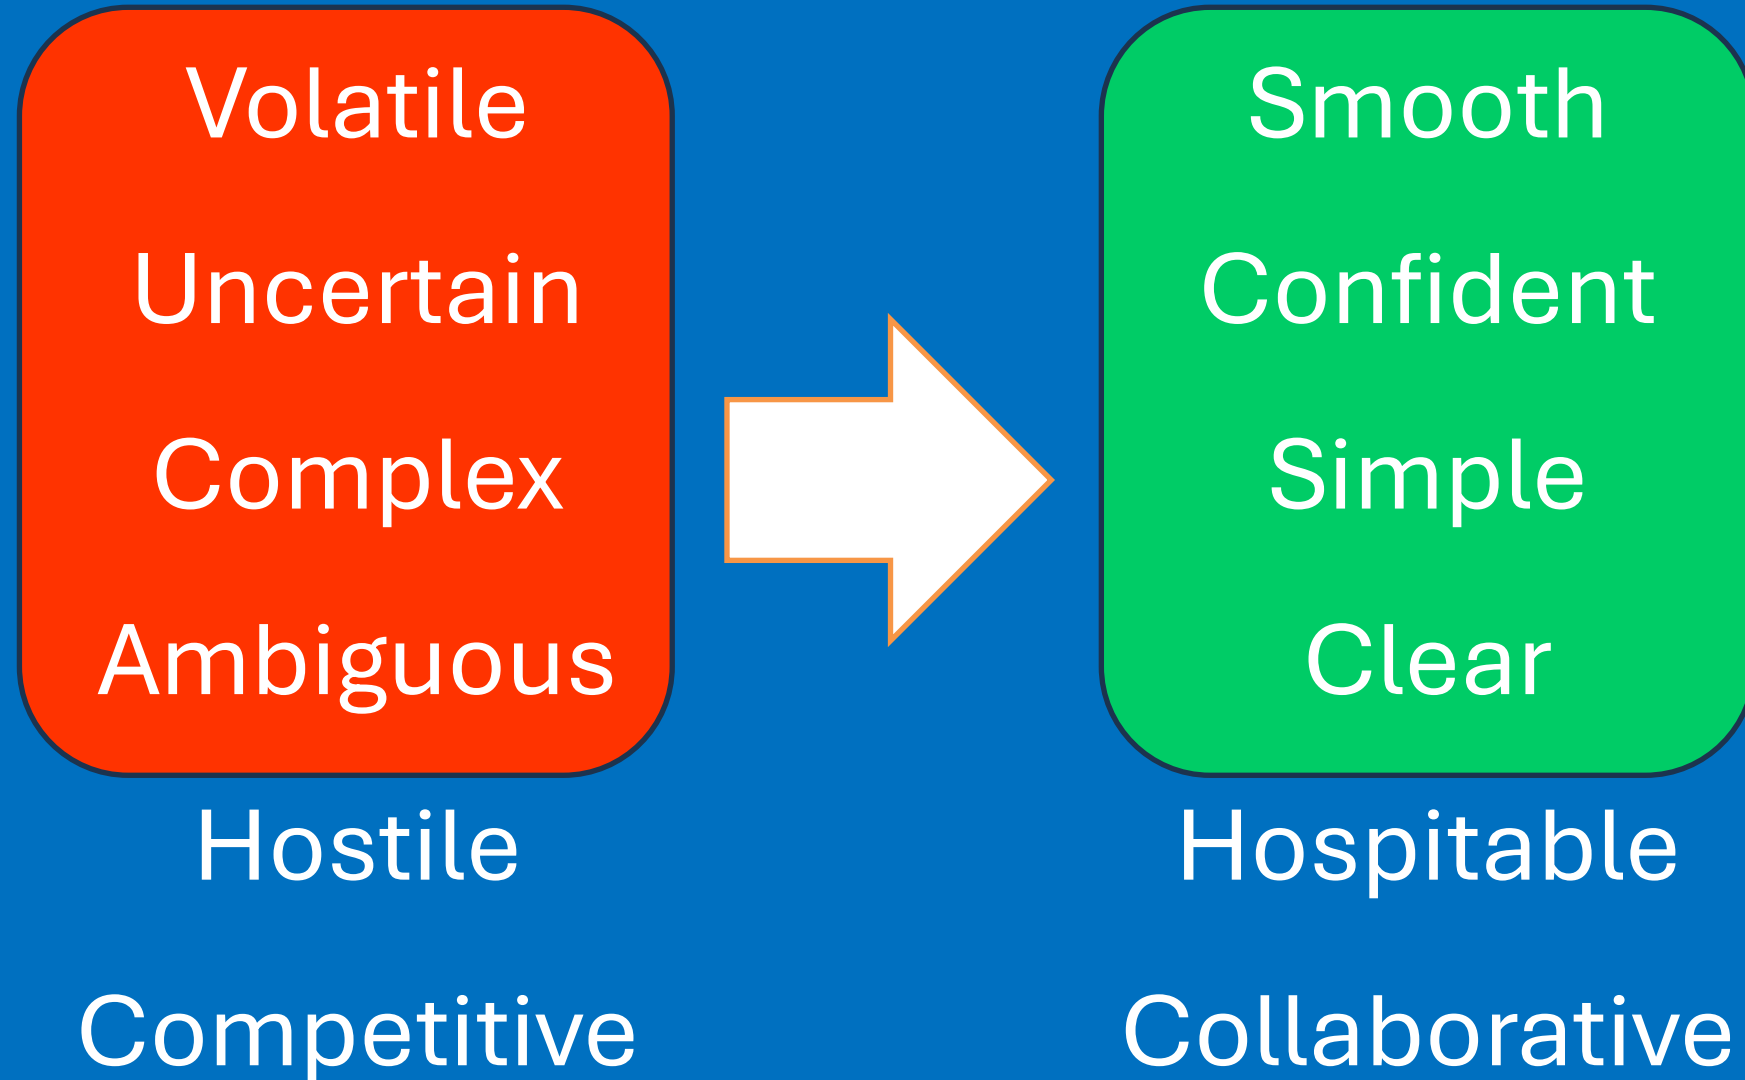 Volatile
Uncertain
Complex
Ambiguous
Hostile
Competitive
Smooth
Confident
Simple
Clear
Hospitable
Collaborative